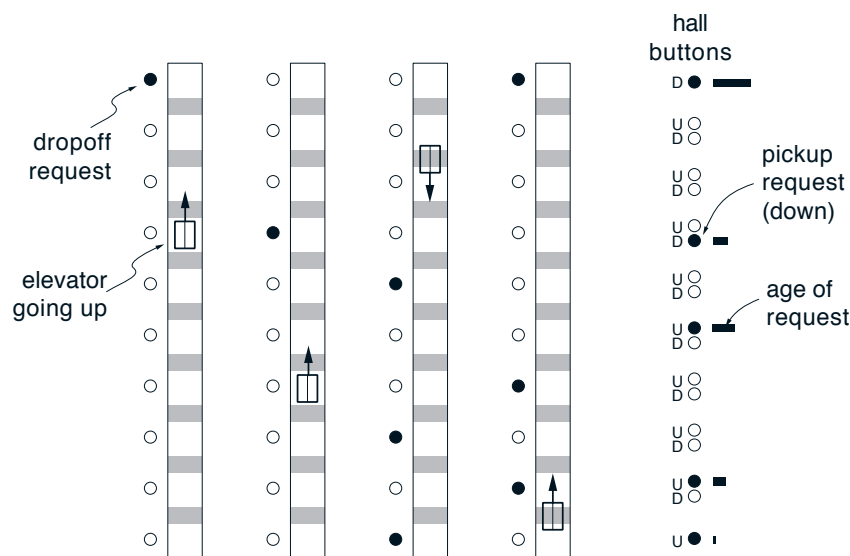 hall
buttons
dropoff
request
elevator
going up
D
U
D
pickup
request
(down)
U
D
U
D
U
D
age of
request
U
D
U
D
U
D
U
D
U